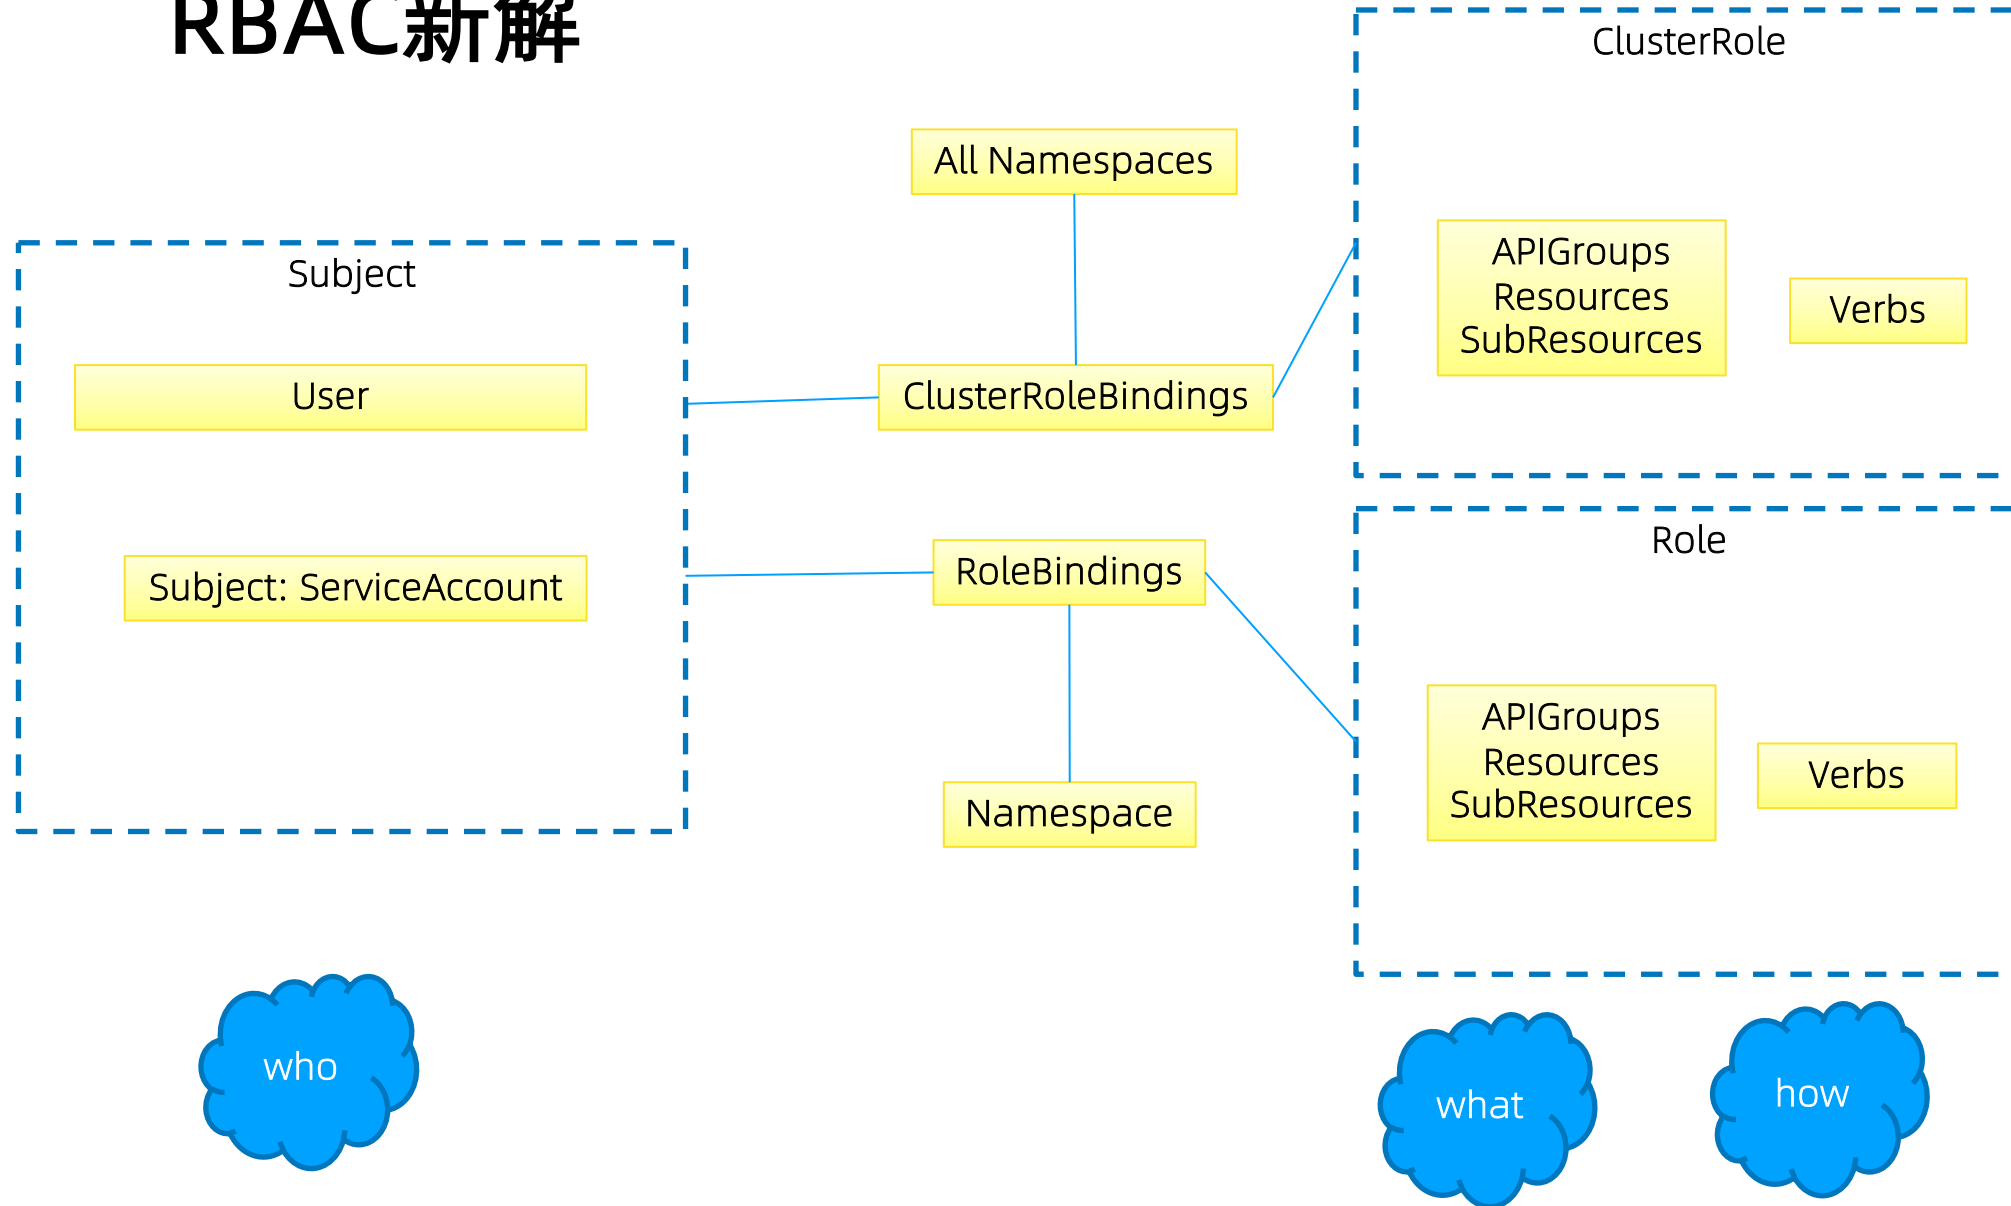 RBAC新解
ClusterRole
All Namespaces
APIGroups
Resources
SubResources
Verbs
Subject
User
ClusterRoleBindings
Subject: ServiceAccount
RoleBindings
Role
Namespace
APIGroups
Resources
SubResources
Verbs
who
what
how